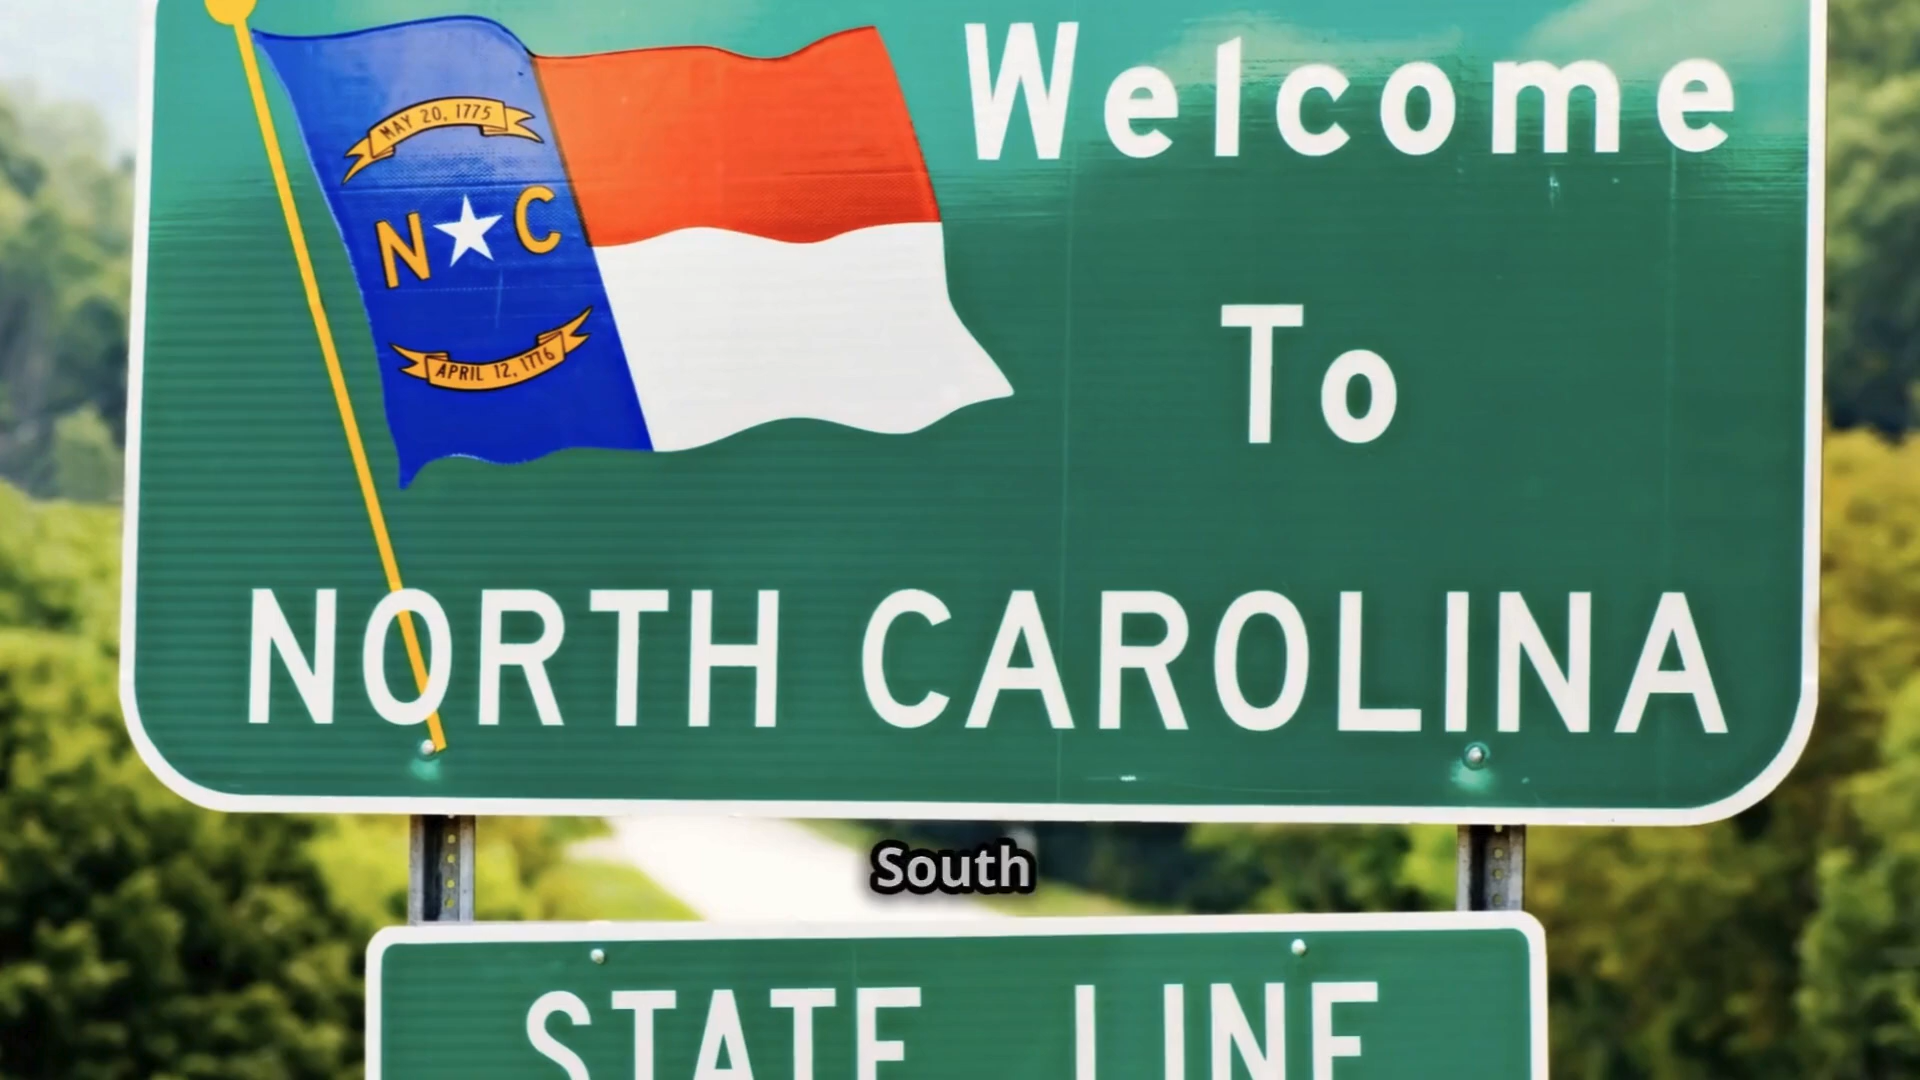 MAY 20, 1775
N C
APRIL 12, 1776
Welcome
To
NORTH CAROLINA
South
STATE LINE